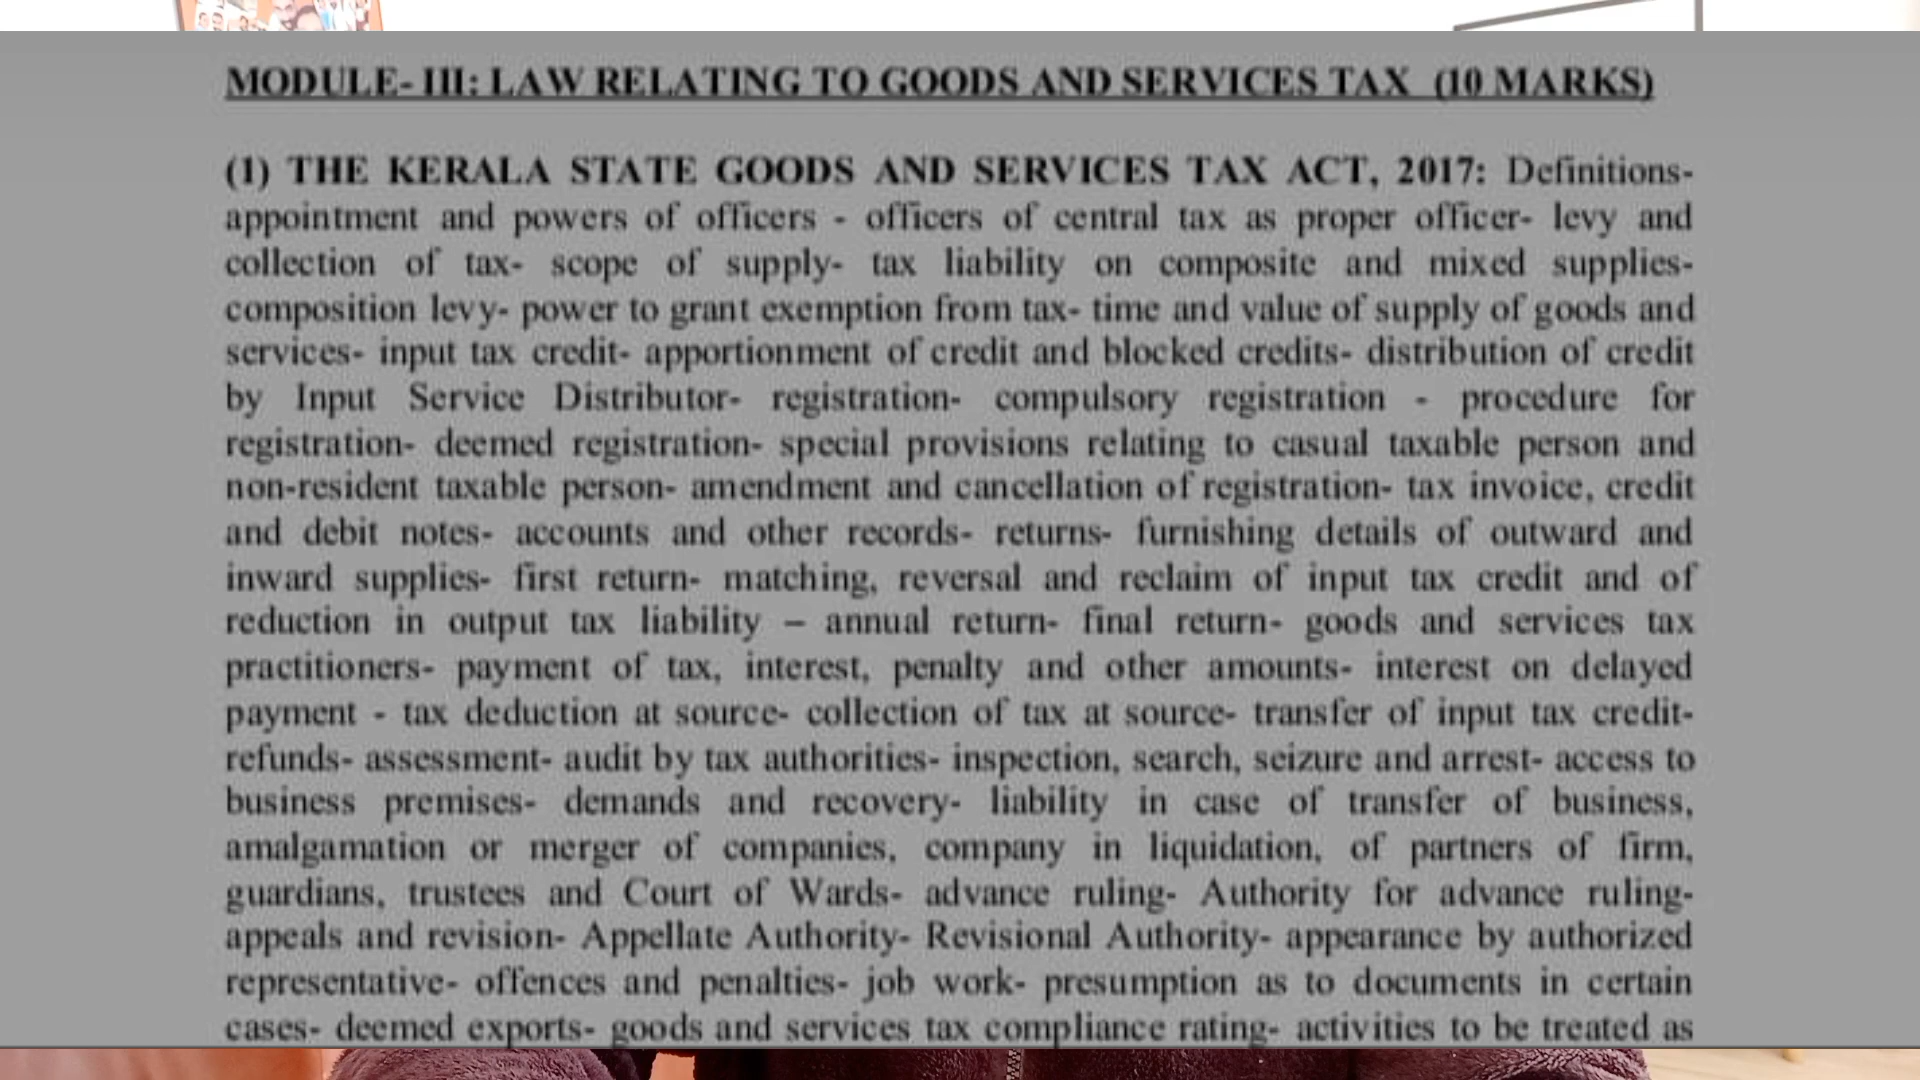 MODULE- III: LAW RELATING TO GOODS AND SERVICES TAX (10 MARKS)
(1) THE KERALA STATE GOODS AND SERVICES TAX ACT, 2017: Definitions-
appointment and powers of officers - officers of central tax as proper officer- levy and
collection of tax- scope of supply- tax liability on composite and mixed supplies-
composition levy- power to grant exemption from tax- time and value of supply of goods and
services- input tax credit- apportionment of credit and blocked credits- distribution of credit
by Input Service Distributor- registration- compulsory registration - procedure for
registration- deemed registration- special provisions relating to casual taxable person and
non-resident taxable person- amendment and cancellation of registration- tax invoice, credit
and debit notes- accounts and other records- returns- furnishing details of outward and
inward supplies- first return- matching, reversal and reclaim of input tax credit and of
reduction in output tax liability – annual return- final return- goods and services tax
practitioners- payment of tax, interest, penalty and other amounts- interest on delayed
payment - tax deduction at source- collection of tax at source- transfer of input tax credit-
refunds- assessment- audit by tax authorities- inspection, search, seizure and arrest- access to
business premises- demands and recovery- liability in case of transfer of business,
amalgamation or merger of companies, company in liquidation, of partners of firm,
guardians, trustees and Court of Wards- advance ruling- Authority for advance ruling-
appeals and revision- Appellate Authority- Revisional Authority- appearance by authorized
representative- offences and penalties- job work- presumption as to documents in certain
cases- deemed exports- goods and services tax compliance rating- activities to be treated as